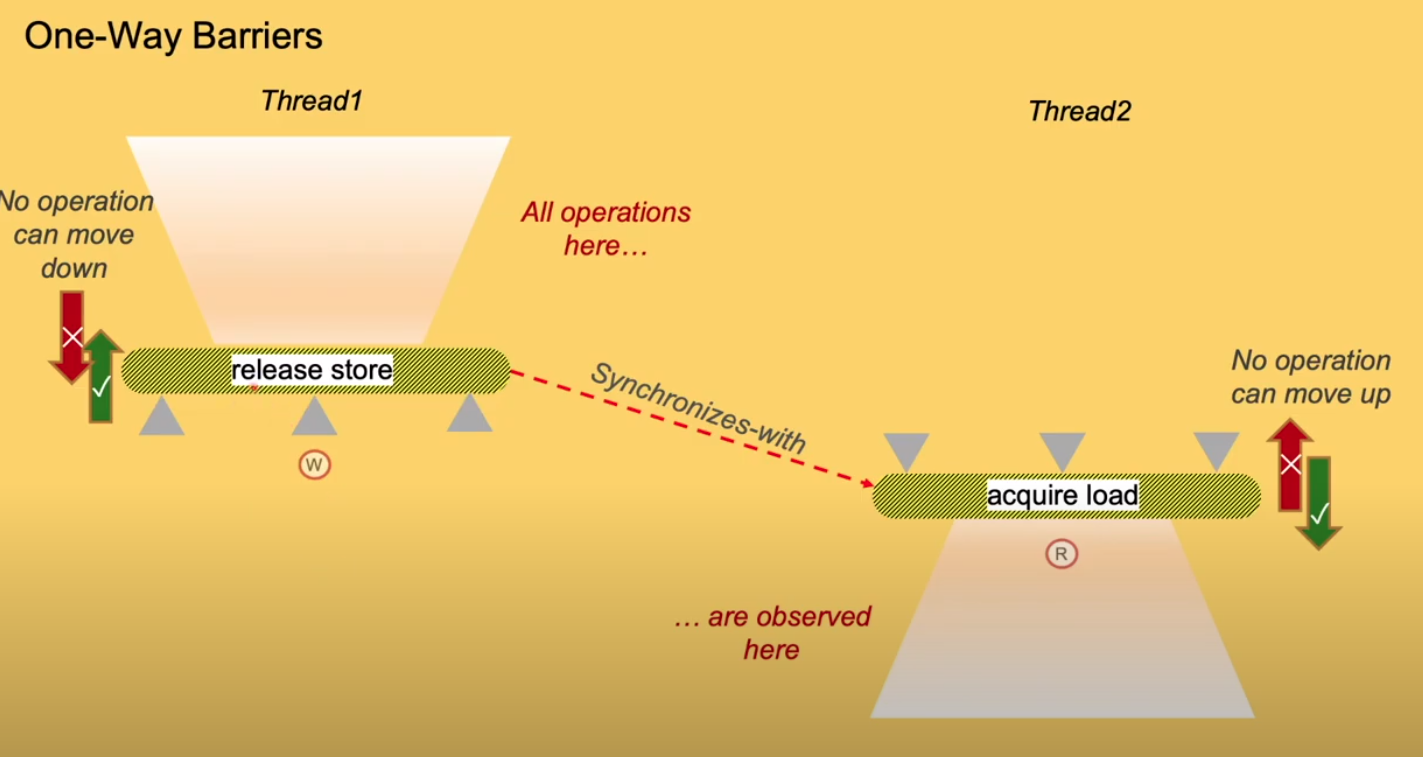 One-Way Barriers
Thread1
Thread2
No operation
can move
down
All operations
here…
release store
W
Synchronizes-with
No operation
can move up
acquire load
R
… are observed
here